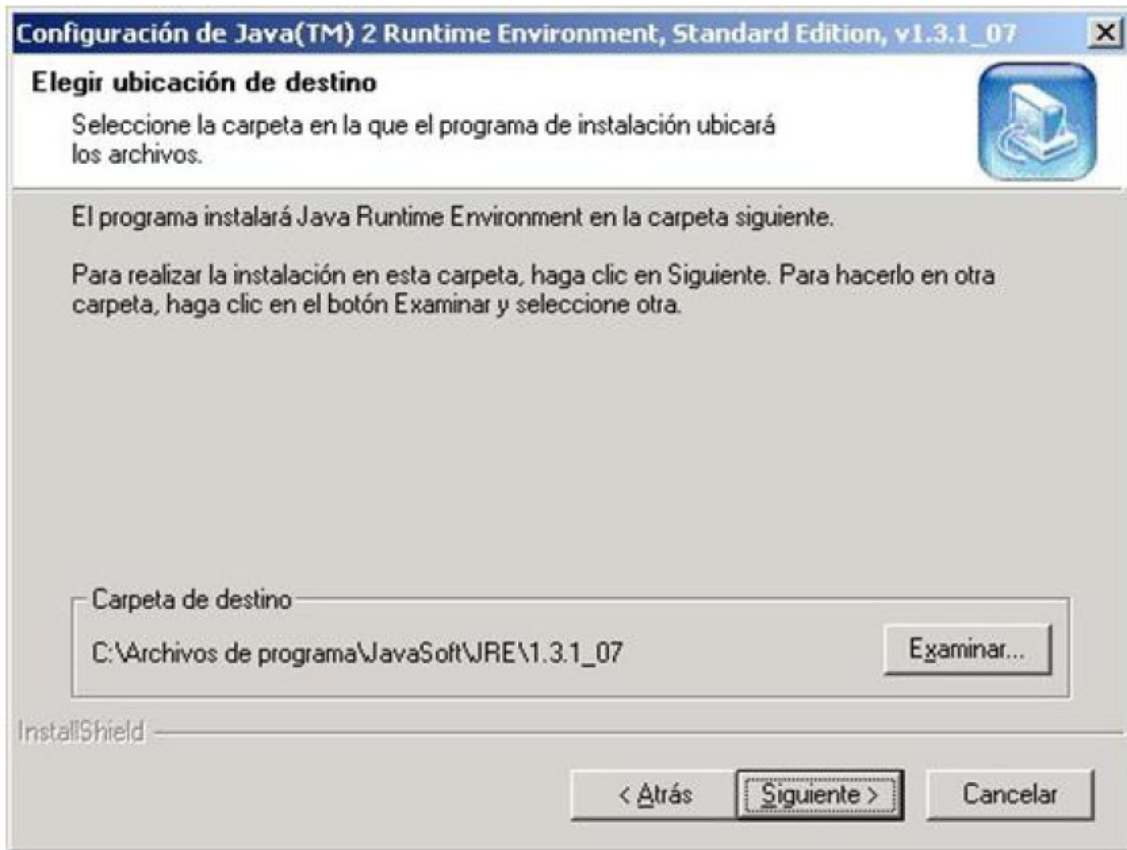 Configuración de Java(TM) 2 Runtime Environment, Standard Edition, v1.3.1_07
Elegir ubicación de destino
Seleccione la carpeta en la que el programa de instalación ubicará
los archivos.
El programa instalará Java Runtime Environment en la carpeta siguiente.
Para realizar la instalación en esta carpeta, haga clic en Siguiente. Para hacerlo en otra
carpeta, haga clic en el botón Examinar y seleccione otra.
Carpeta de destino
C:\Archivos de programa\JavaSoft\JRE\1.3.1_07
Examinar...
InstallShield
< Atrás
Siguiente >
Cancelar